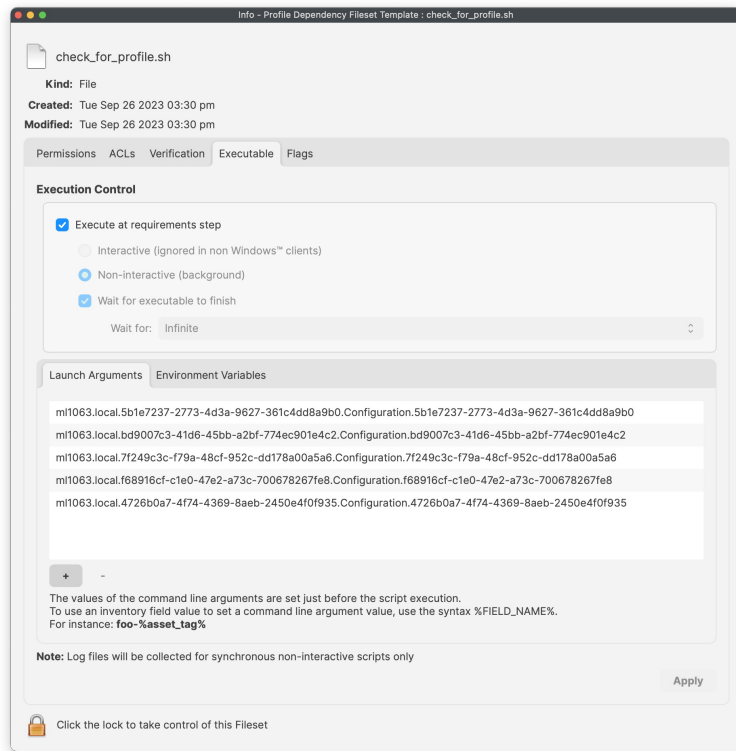 Info - Profile Dependency Fileset Template : check_for_profile.sh
check_for_profile.sh
Kind: File
Created: Tue Sep 26 2023 03:30 pm
Modified: Tue Sep 26 2023 03:30 pm
Permissions ACLs Verification Executable Flags
Execution Control
Execute at requirements step
Interactive (ignored in non Windows™ clients)
Non-interactive (background)
Wait for executable to finish
Wait for: Infinite
Launch Arguments Environment Variables
ml1063.local.5b1e7237-2773-4d3a-9627-361c4dd8a9b0.Configuration.5b1e7237-2773-4d3a-9627-361c4dd8a9b0
ml1063.local.bd9007c3-41d6-45bb-a2bf-774ec901e4c2.Configuration.bd9007c3-41d6-45bb-a2bf-774ec901e4c2
ml1063.local.7f249c3c-f79a-48cf-952c-dd178a00a5a6.Configuration.7f249c3c-f79a-48cf-952c-dd178a00a5a6
ml1063.local.f68916cf-c1e0-47e2-a73c-700678267fe8.Configuration.f68916cf-c1e0-47e2-a73c-700678267fe8
ml1063.local.4726b0a7-4f74-4369-8aeb-2450e4f0f935.Configuration.4726b0a7-4f74-4369-8aeb-2450e4f0f935
+ -
The values of the command line arguments are set just before the script execution.
To use an inventory field value to set a command line argument value, use the syntax %FIELD_NAME%.
For instance: foo-%asset_tag%
Note: Log files will be collected for synchronous non-interactive scripts only
Apply
Click the lock to take control of this Fileset